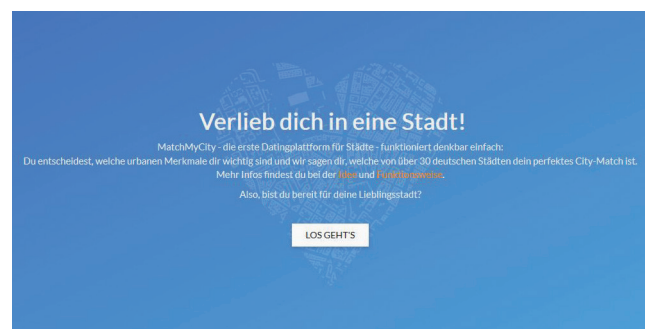 Verlieb dich in eine Stadt!
MatchMyCity - die erste Datingplattform für Städte - funktioniert denkbar einfach:
Du entscheidest, welche urbanen Merkmale dir wichtig sind und wir sagen dir, welche von über 30 deutschen Städten dein perfektes City-Match ist.
Mehr Infos findest du bei der Idee und Funktionsweise.
Also, bist du bereit für deine Lieblingsstadt?
LOS GEHT'S